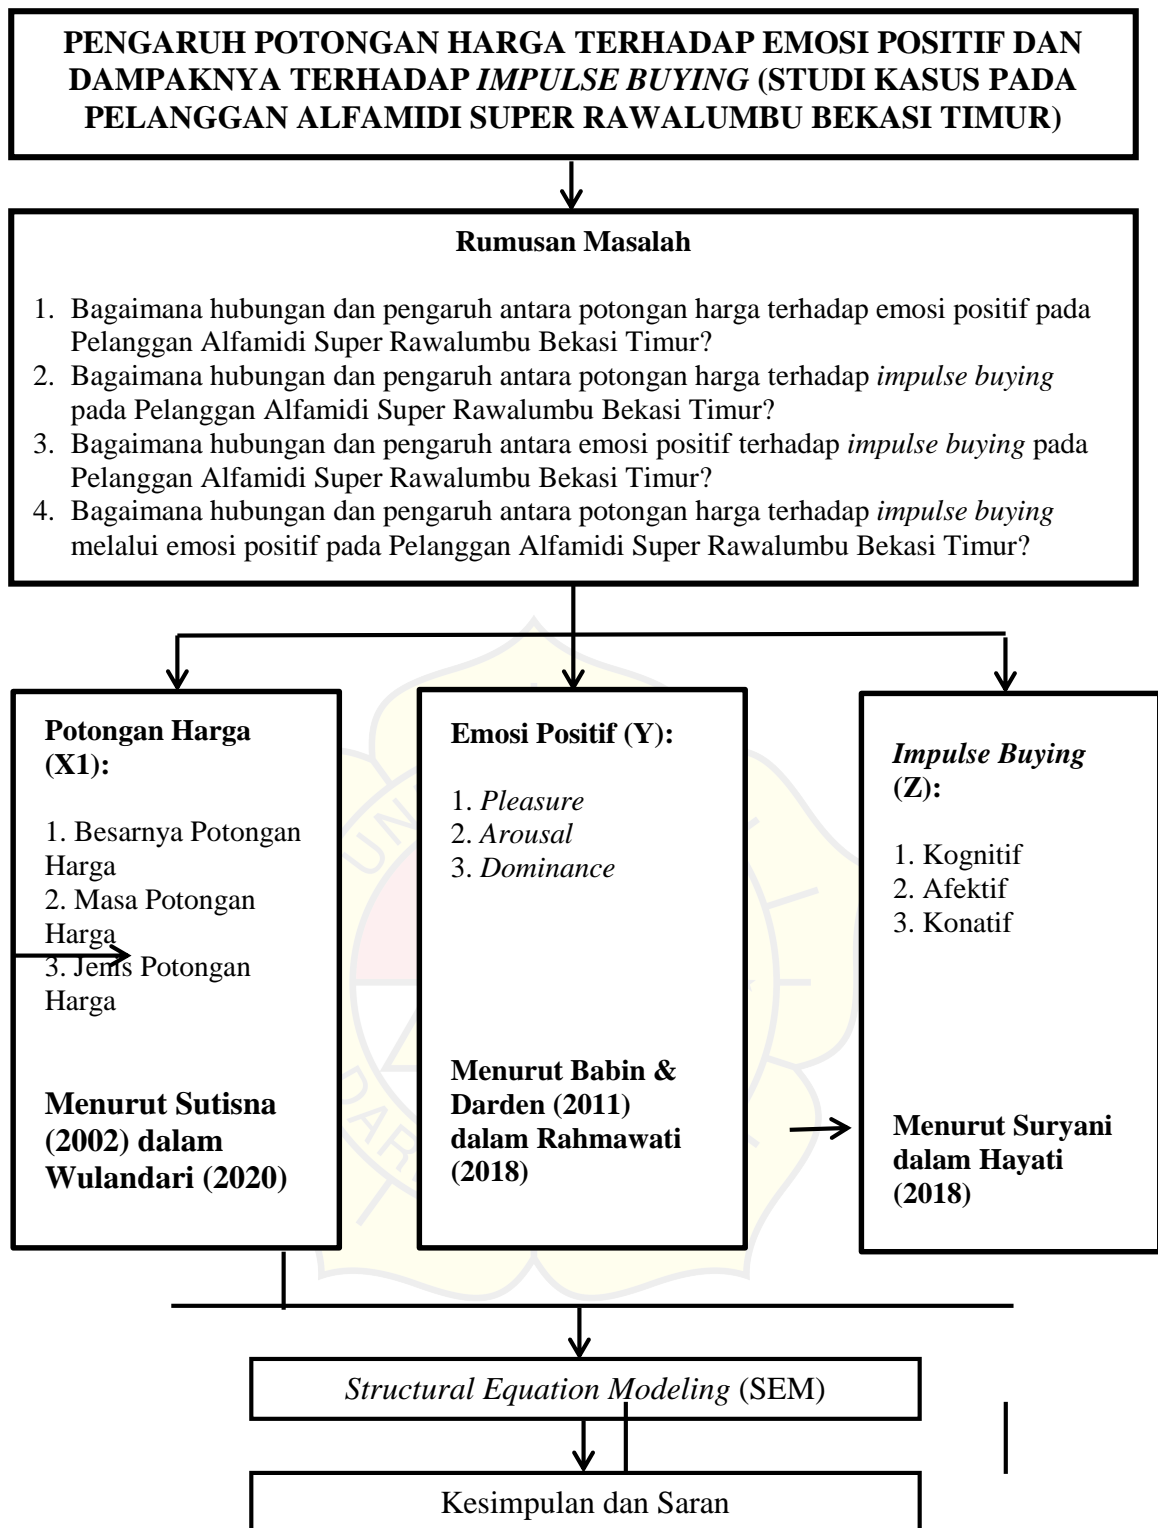 PENGARUH POTONGAN HARGA TERHADAP EMOSI POSITIF DAN
DAMPAKNYA TERHADAP IMPULSE BUYING (STUDI KASUS PADA
PELANGGAN ALFAMIDI SUPER RAWALUMBU BEKASI TIMUR)
Rumusan Masalah
1. Bagaimana hubungan dan pengaruh antara potongan harga terhadap emosi positif pada
Pelanggan Alfamidi Super Rawalumbu Bekasi Timur?
2. Bagaimana hubungan dan pengaruh antara potongan harga terhadap impulse buying
pada Pelanggan Alfamidi Super Rawalumbu Bekasi Timur?
3. Bagaimana hubungan dan pengaruh antara emosi positif terhadap impulse buying pada
Pelanggan Alfamidi Super Rawalumbu Bekasi Timur?
4. Bagaimana hubungan dan pengaruh antara potongan harga terhadap impulse buying
melalui emosi positif pada Pelanggan Alfamidi Super Rawalumbu Bekasi Timur?
Potongan Harga
(X1):
1. Besarnya Potongan
Harga
2. Masa Potongan
Harga
3. Jenis Potongan
Harga
Menurut Sutisna
(2002) dalam
Wulandari (2020)
Emosi Positif (Y):
1. Pleasure
2. Arousal
3. Dominance
Menurut Babin &
Darden (2011)
dalam Rahmawati
(2018)
Impulse Buying
(Z):
1. Kognitif
2. Afektif
3. Konatif
Menurut Suryani
dalam Hayati
(2018)
Structural Equation Modeling (SEM)
Kesimpulan dan Saran